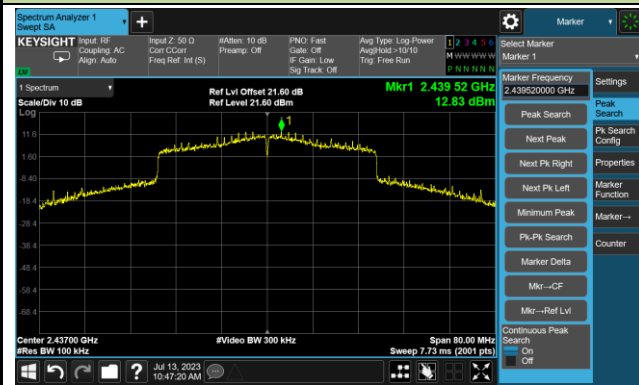 Spectrum Analyzer 1
Swept SA
Marker
KEYSIGHT
Input: RF
Coupling: AC
Align: Auto
Input Z: 50 Ω
Corr CCorr
Freq Ref: Int (S)
#Atten: 10 dB
Preamp: Off
PNO: Fast
Gate: Off
IF Gain: Low
Sig Track: Off
Avg Type: Log-Power
Avg|Hold:>10/10
Trig: Free Run
1 2 3 4 5 6
M W W W W W
P N N N N N
Select Marker
Marker 1
1 Spectrum
Scale/Div 10 dB
Log
Ref Lvl Offset 21.60 dB
Ref Level 21.60 dBm
Mkr1 2.439 52 GHz
12.83 dBm
1
11.6
1.60
-8.40
-18.4
-28.4
-38.4
-48.4
-58.4
-68.4
Center 2.43700 GHz
#Res BW 100 kHz
#Video BW 300 kHz
Span 80.00 MHz
Sweep 7.73 ms (2001 pts)
Marker Frequency
2.439520000 GHz
Peak Search
Next Peak
Next Pk Right
Next Pk Left
Minimum Peak
Pk-Pk Search
Marker Delta
Mkr→CF
Mkr→Ref Lvl
Continuous Peak
Search
On
Off
Settings
Peak
Search
Pk Search
Config
Properties
Marker
Function
Marker→
Counter
Jul 13, 2023
10:47:20 AM